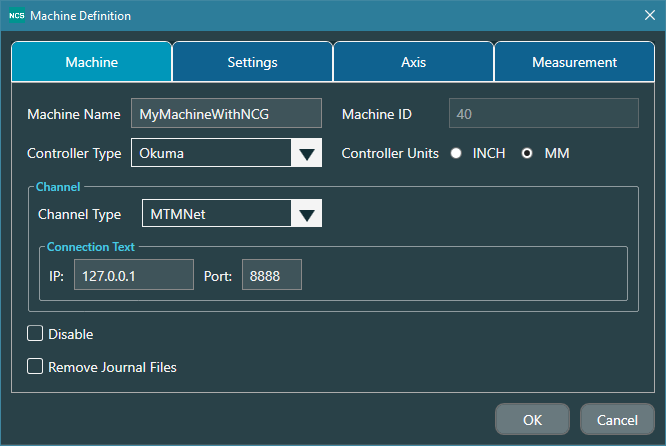 NCS Machine Definition
Machine Settings Axis Measurement
Machine Name MyMachineWithNCG Machine ID 40
Controller Type Okuma Controller Units INCH MM
Channel
Channel Type MTMNet
Connection Text
IP: 127.0.0.1 Port: 8888
Disable
Remove Journal Files
OK Cancel